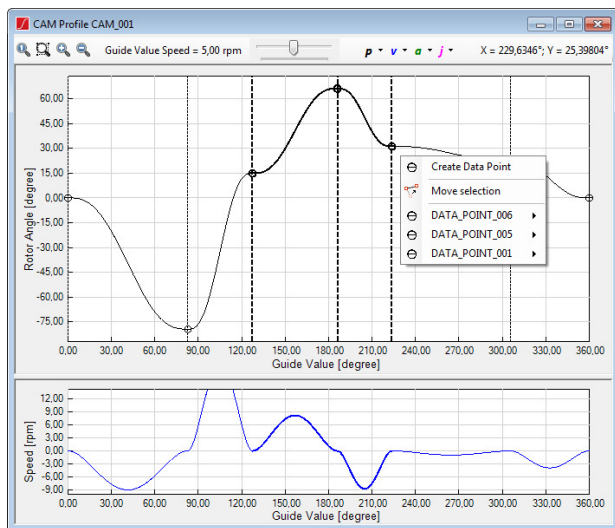 CAM Profile CAM_001
Guide Value Speed = 5,00 rpm
p v a j
X = 229,6346°; Y = 25,39804°
Rotor Angle [degree]
60,00
45,00
30,00
15,00
0,00
-15,00
-30,00
-45,00
-60,00
-75,00
Create Data Point
Move selection
DATA_POINT_006
DATA_POINT_005
DATA_POINT_001
0,00 30,00 60,00 90,00 120,00 150,00 180,00 210,00 240,00 270,00 300,00 330,00 360,00
Guide Value [degree]
Speed [rpm]
12,00
9,00
6,00
3,00
0,00
-3,00
-6,00
-9,00
0,00 30,00 60,00 90,00 120,00 150,00 180,00 210,00 240,00 270,00 300,00 330,00 360,00
Guide Value [degree]